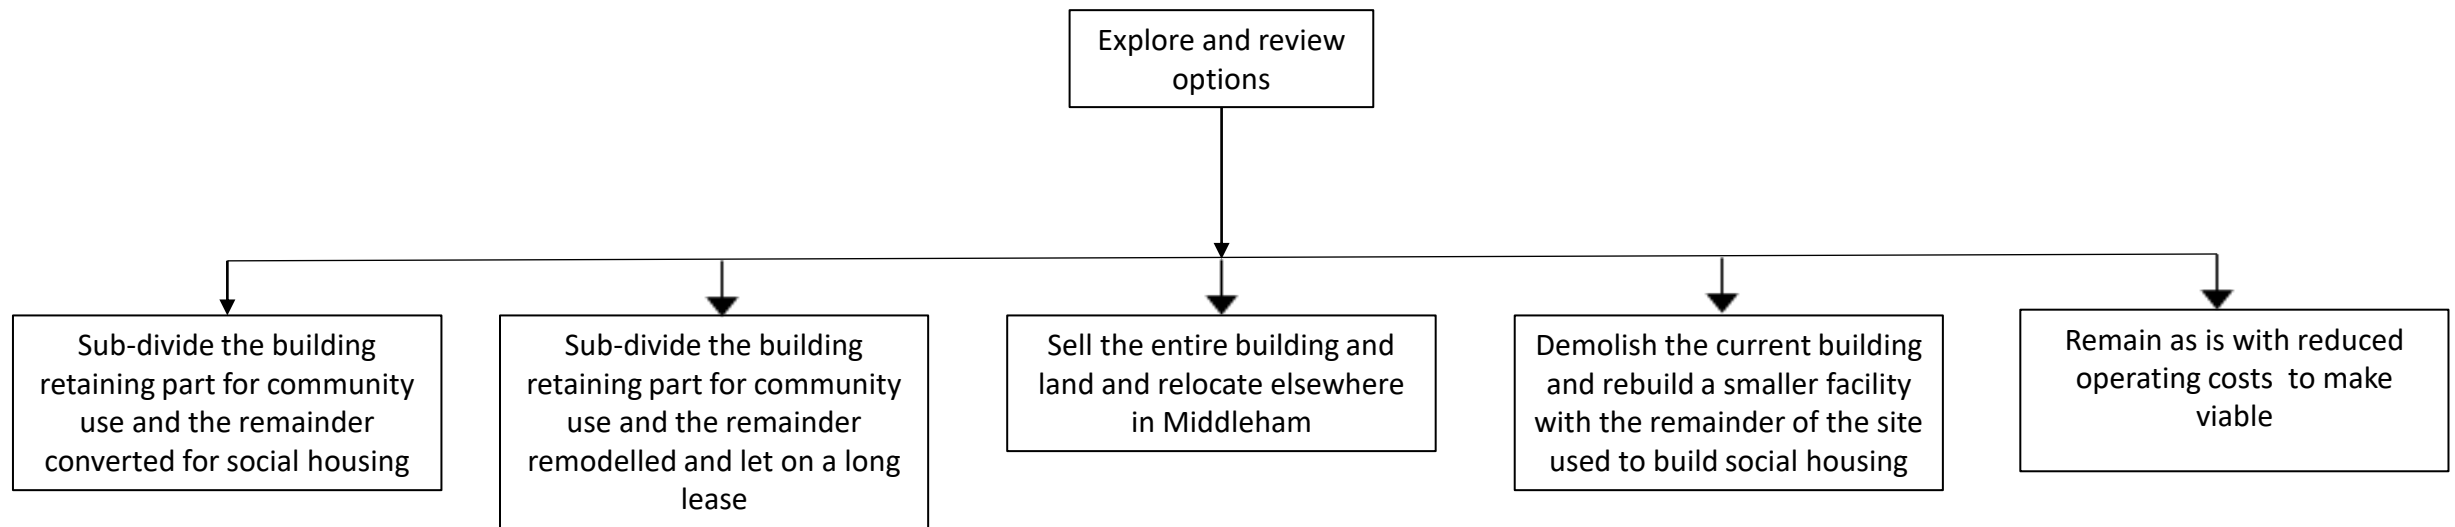 Explore and review
options
Sub-divide the building
retaining part for community
use and the remainder
converted for social housing
Sub-divide the building
retaining part for community
use and the remainder
remodelled and let on a long
lease
Sell the entire building and
land and relocate elsewhere
in Middleham
Demolish the current building
and rebuild a smaller facility
with the remainder of the site
used to build social housing
Remain as is with reduced
operating costs  to make
viable